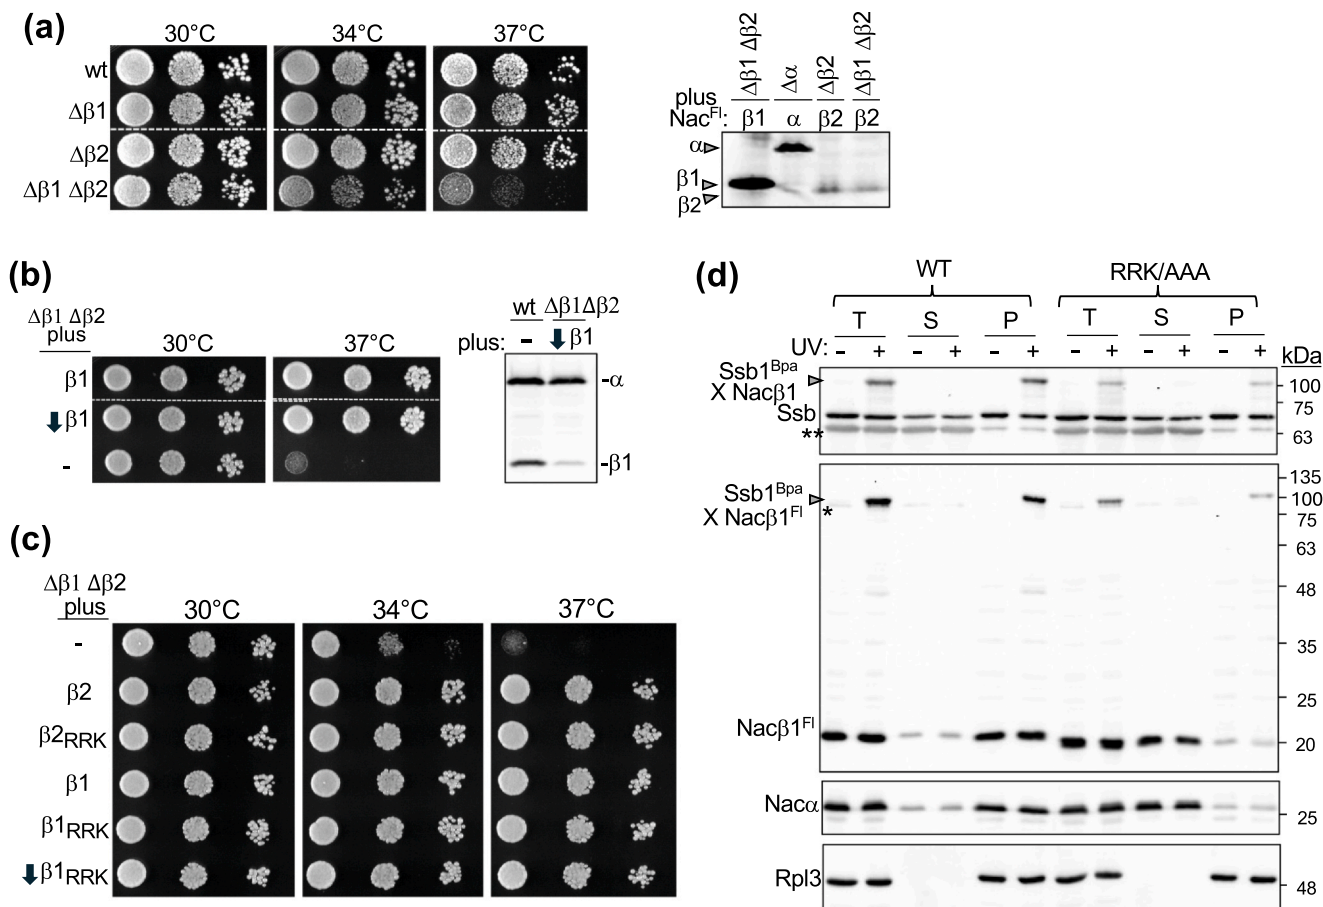 (a)
30°C 34°C 37°C
wt
Δβ1
Δβ2
Δβ1 Δβ2
Δβ1 Δβ2
Δα
Δβ2
Δβ1 Δβ2
plus
NacFl: β1 α β2 β2
α
β1
β2
(b)
Δβ1 Δβ2
plus
30°C 37°C
β1
β1
-
wt Δβ1Δβ2
plus: - β1
-α
-β1
(c)
Δβ1 Δβ2
plus
30°C 34°C 37°C
-
β2
β2RRK
β1
β1RRK
β1RRK
(d)
WT RRK/AAA
T S P T S P
UV: - + - + - + - + - + - +
kDa
Ssb1Bpa
X Nacβ1
100
Ssb
75
**
63
135
Ssb1Bpa
100
X Nacβ1Fl
*
75
63
48
35
25
Nacβ1Fl
20
Nacα
25
Rpl3
48